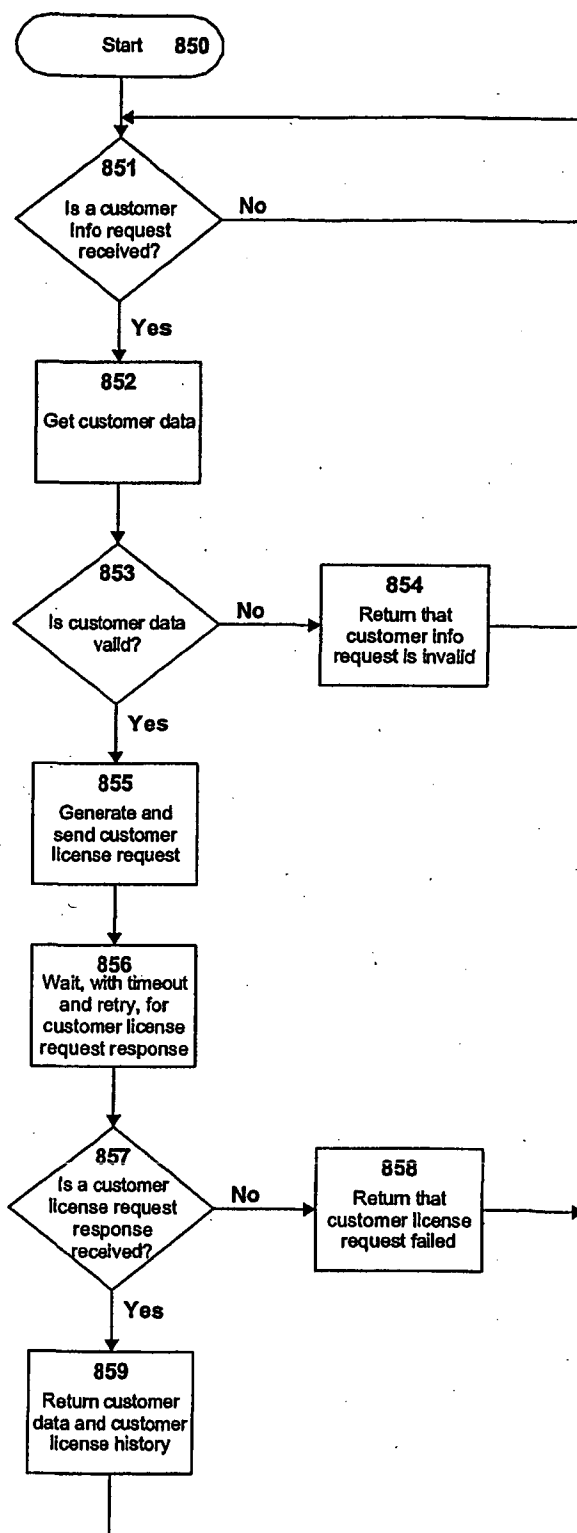 Start 850
851
Is a customer
info request
received?
No
Yes
852
Get customer data
853
Is customer data
valid?
No
854
Return that
customer info
request is invalid
Yes
855
Generate and
send customer
license request
856
Wait, with timeout
and retry, for
customer license
request response
857
Is a customer
license request
response
received?
No
858
Return that
customer license
request failed
Yes
859
Return customer
data and customer
license history